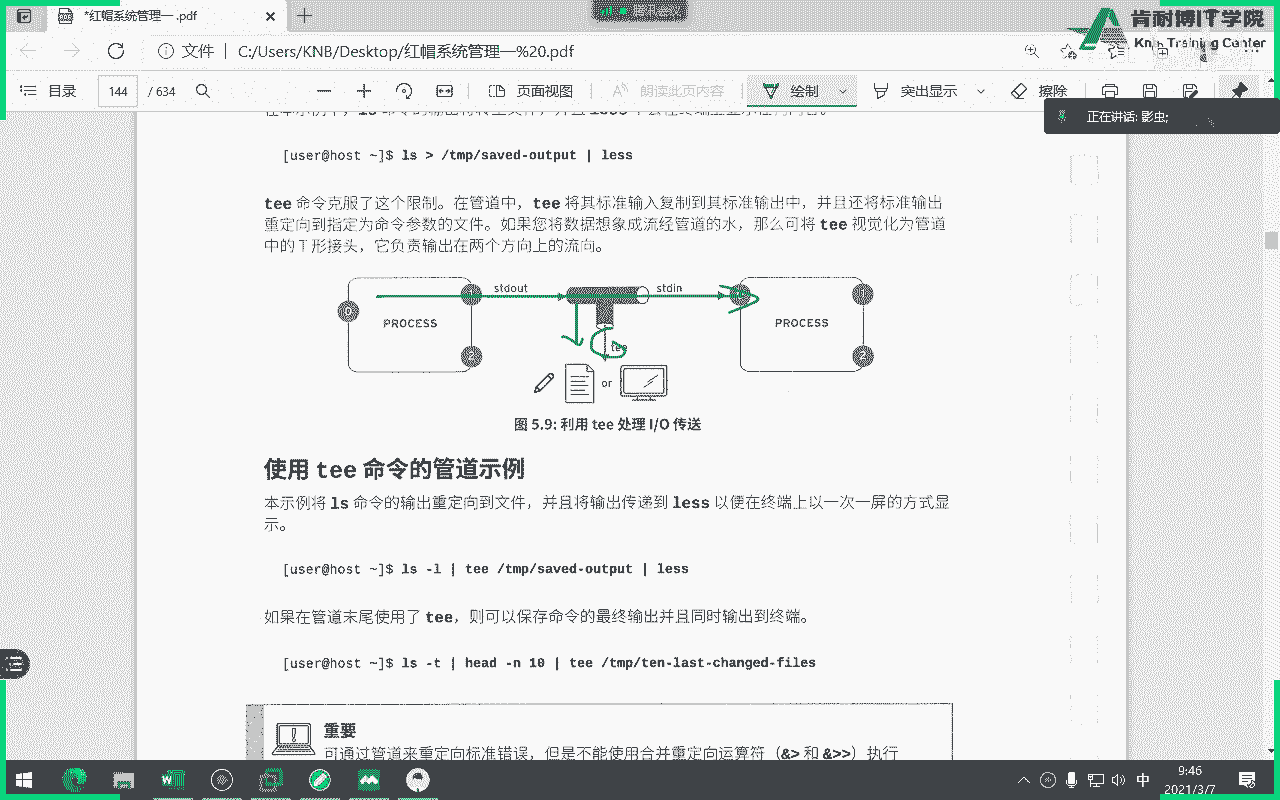 *红帽系统管理一 .pdf
肯耐博IT学院
KNB Training Center
文件 C:/Users/KNB/Desktop/红帽系统管理一%20.pdf
目录 144 / 634 页面视图 朗读此页内容 绘制 突出显示 擦除
正在讲话: 影虫;
[user@host ~]$ ls > /tmp/saved-output | less
tee 命令克服了这个限制。在管道中，tee 将其标准输入复制到其标准输出中，并且还将标准输出
重定向到指定为命令参数的文件。如果您将数据想象成流经管道的水，那么可将 tee 视觉化为管道
中的 T 形接头，它负责输出在两个方向上的流向。
stdout stdin
0 PROCESS 1 2
tee
PROCESS 1 2
or
图 5.9: 利用 tee 处理 I/O 传送
使用 tee 命令的管道示例
本示例将 ls 命令的输出重定向到文件，并且将输出传递到 less 以便在终端上以一次一屏的方式显
示。
[user@host ~]$ ls -l | tee /tmp/saved-output | less
如果在管道末尾使用了 tee，则可以保存命令的最终输出并且同时输出到终端。
[user@host ~]$ ls -t | head -n 10 | tee /tmp/ten-last-changed-files
重要
可通过管道来重定向标准错误，但是不能使用合并重定向运算符（&> 和 &>>）执行
中
9:46
2021/3/7